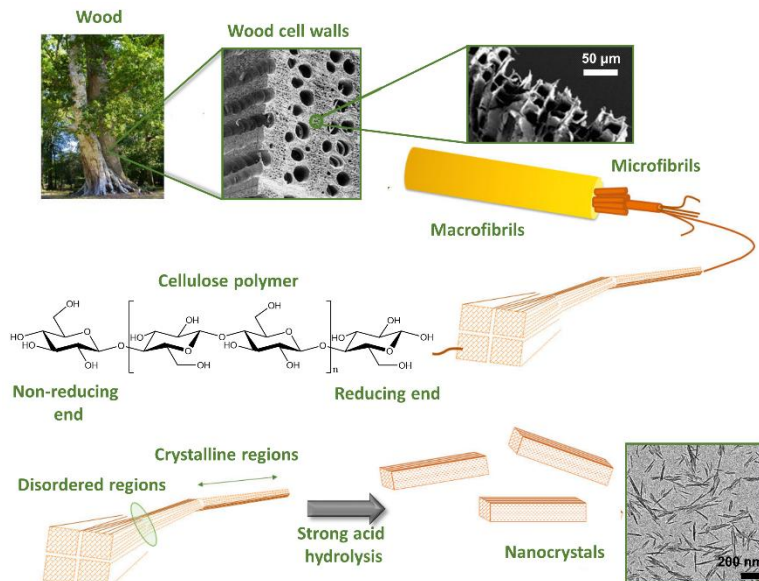 Wood
Wood cell walls
50 µm
Microfibrils
Macrofibrils
Cellulose polymer
OH
OH
OH
OH
OH
HO
O
HO
O
HO
O
HO
O
HO
OH
O
OH
O
OH
O
OH
O
OH
OH
OH
n
Non-reducing
end
Reducing end
Crystalline regions
Disordered regions
Strong acid
hydrolysis
Nanocrystals
200 nm